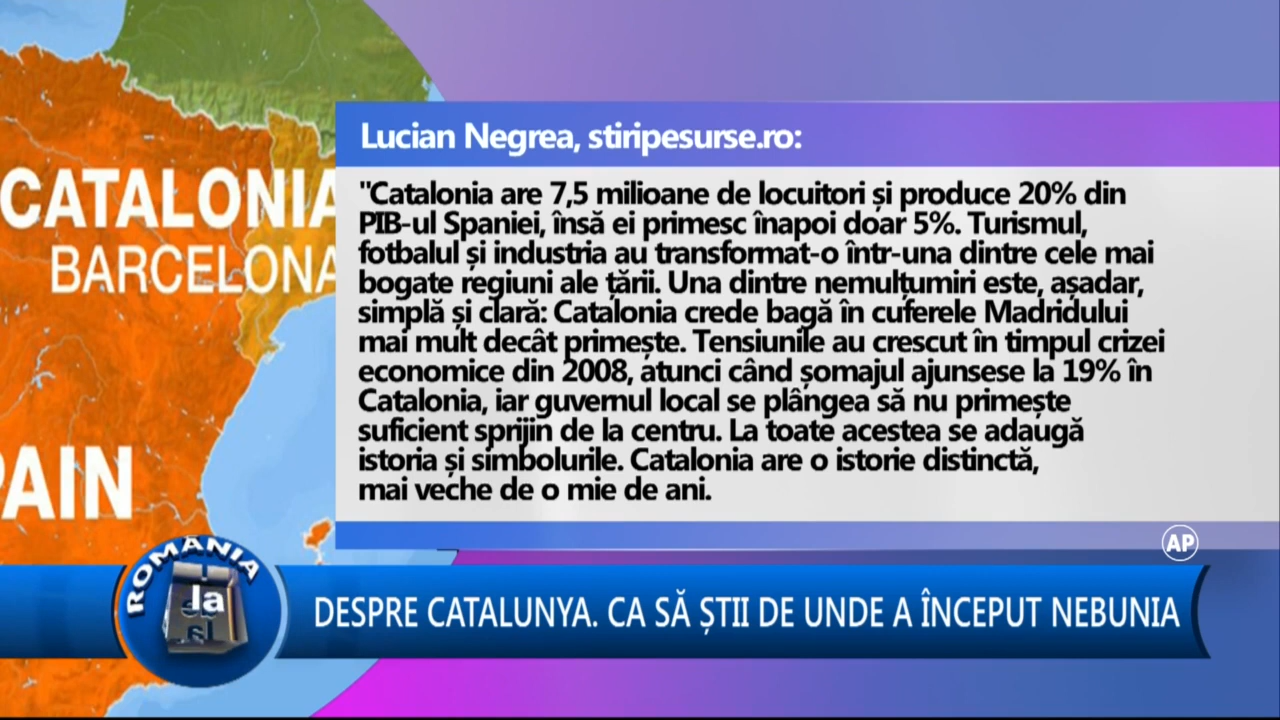 CATALONIA
BARCELONA
PAIN
Lucian Negrea, stiripesurse.ro:
"Catalonia are 7,5 milioane de locuitori și produce 20% din
PIB-ul Spaniei, însă ei primesc înapoi doar 5%. Turismul,
fotbalul și industria au transformat-o într-una dintre cele mai
bogate regiuni ale țării. Una dintre nemulțumiri este, așadar,
simplă și clară: Catalonia crede bagă în cuferele Madridului
mai mult decât primește. Tensiunile au crescut în timpul crizei
economice din 2008, atunci când șomajul ajunsese la 19% în
Catalonia, iar guvernul local se plângea să nu primește
suficient sprijin de la centru. La toate acestea se adaugă
istoria și simbolurile. Catalonia are o istorie distinctă,
mai veche de o mie de ani.
AP
ROMÂNIA
la
DESPRE CATALUNYA. CA SĂ ȘTII DE UNDE A ÎNCEPUT NEBUNIA